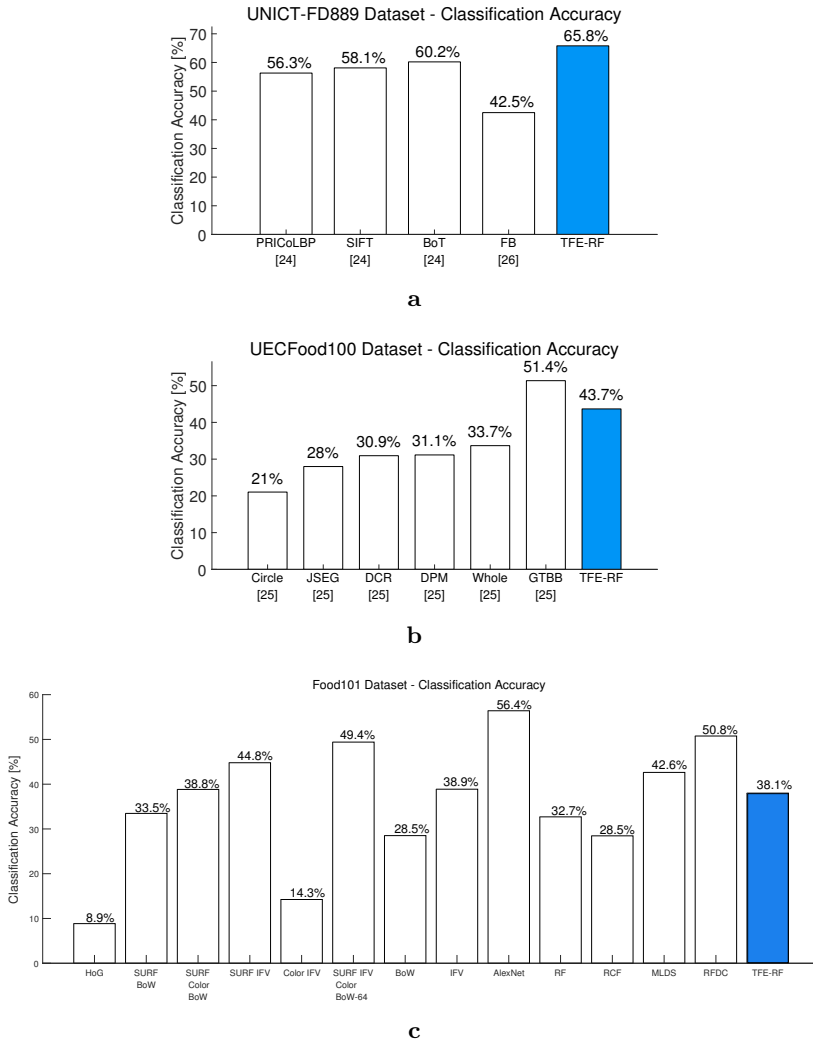 UNICT-FD889 Dataset - Classification Accuracy
Classification Accuracy [%]
70
60
50
40
30
20
10
0
56.3%
58.1%
60.2%
42.5%
65.8%
PRICoLBP SIFT BoT FB TFE-RF
[24] [24] [24] [26]
a
UECFood100 Dataset - Classification Accuracy
Classification Accuracy [%]
50
40
30
20
10
0
21%
28%
30.9%
31.1%
33.7%
51.4%
43.7%
Circle JSEG DCR DPM Whole GTBB TFE-RF
[25] [25] [25] [25] [25] [25]
b
Food101 Dataset - Classification Accuracy
Classification Accuracy [%]
60
50
40
30
20
10
0
8.9%
33.5%
38.8%
44.8%
14.3%
49.4%
28.5%
38.9%
56.4%
32.7%
28.5%
42.6%
50.8%
38.1%
HoG SURF SURF SURF IFV Color IFV SURF IFV BoW IFV AlexNet RF RCF MLDS RFDC TFE-RF
BoW Color Color
BoW BoW-64
c